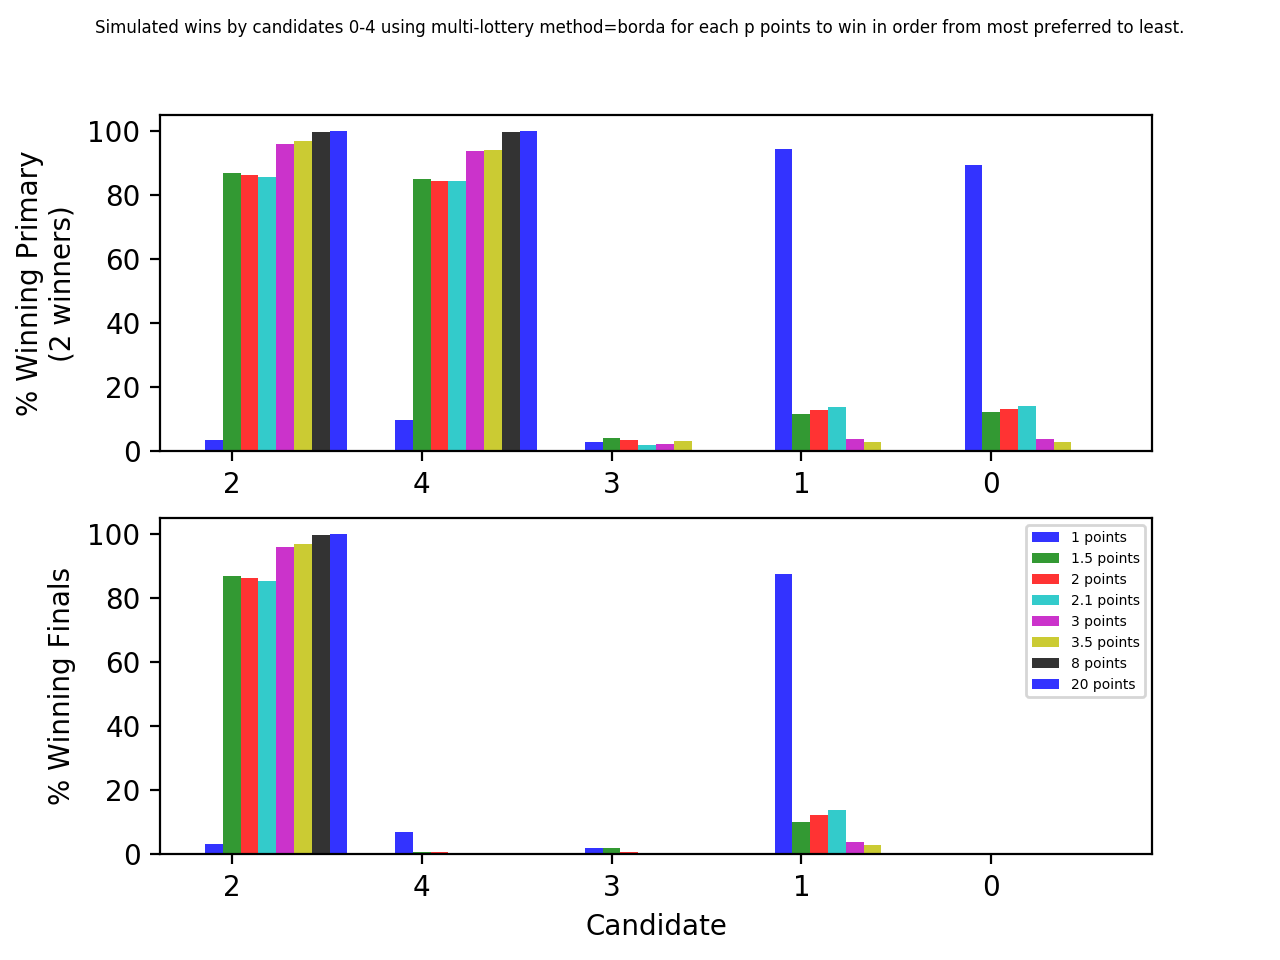 Simulated wins by candidates 0-4 using multi-lottery method=borda for each p points to win in order from most preferred to least.
% Winning Primary
(2 winners)
100
80
60
40
20
0
2 4 3 1 0
% Winning Finals
100
80
60
40
20
0
1 points
1.5 points
2 points
2.1 points
3 points
3.5 points
8 points
20 points
2 4 3 1 0
Candidate